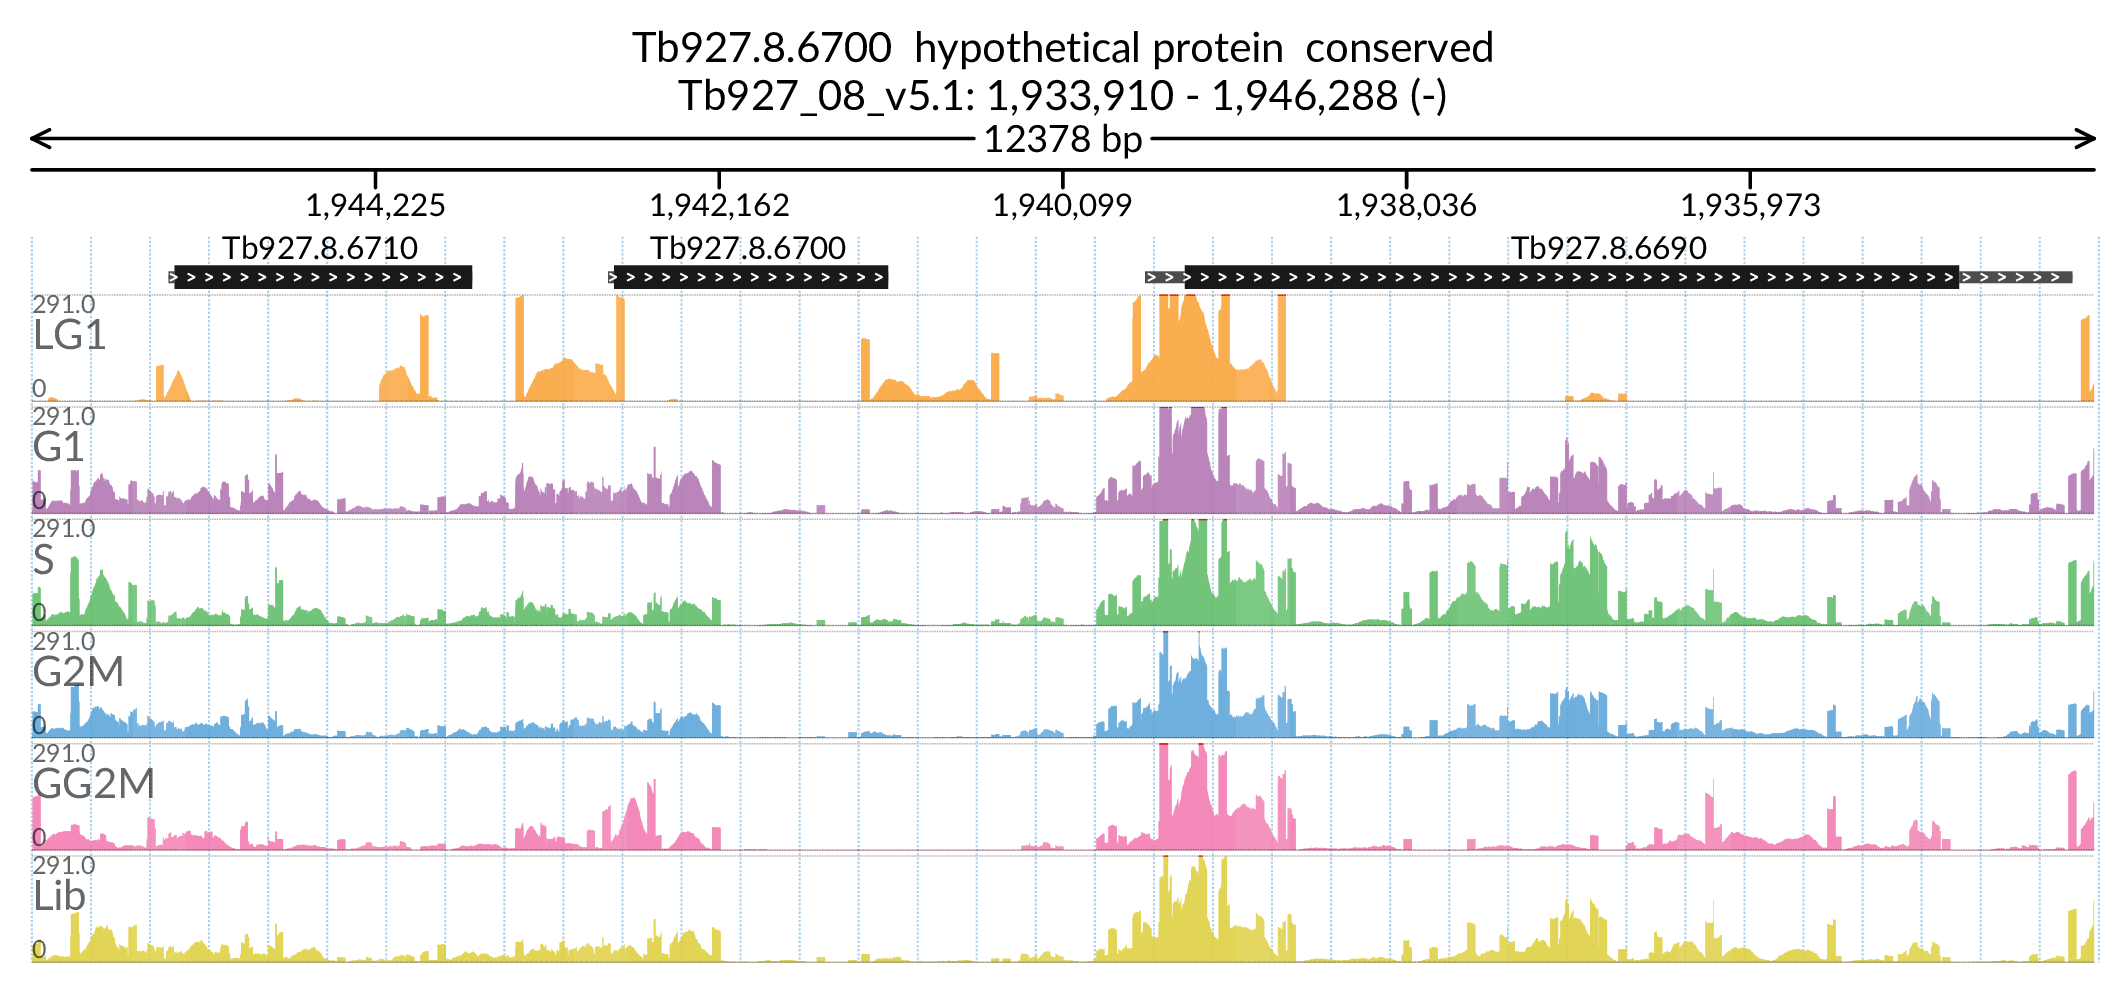 Tb927.8.6700  hypothetical protein  conserved
Tb927_08_v5.1: 1,933,910 - 1,946,288 (-)
12378 bp
1,944,225 1,942,162 1,940,099 1,938,036 1,935,973
Tb927.8.6710 Tb927.8.6700 Tb927.8.6690
291.0
LG1
0
291.0
G1
0
291.0
S
0
291.0
G2M
0
291.0
GG2M
0
291.0
Lib
0